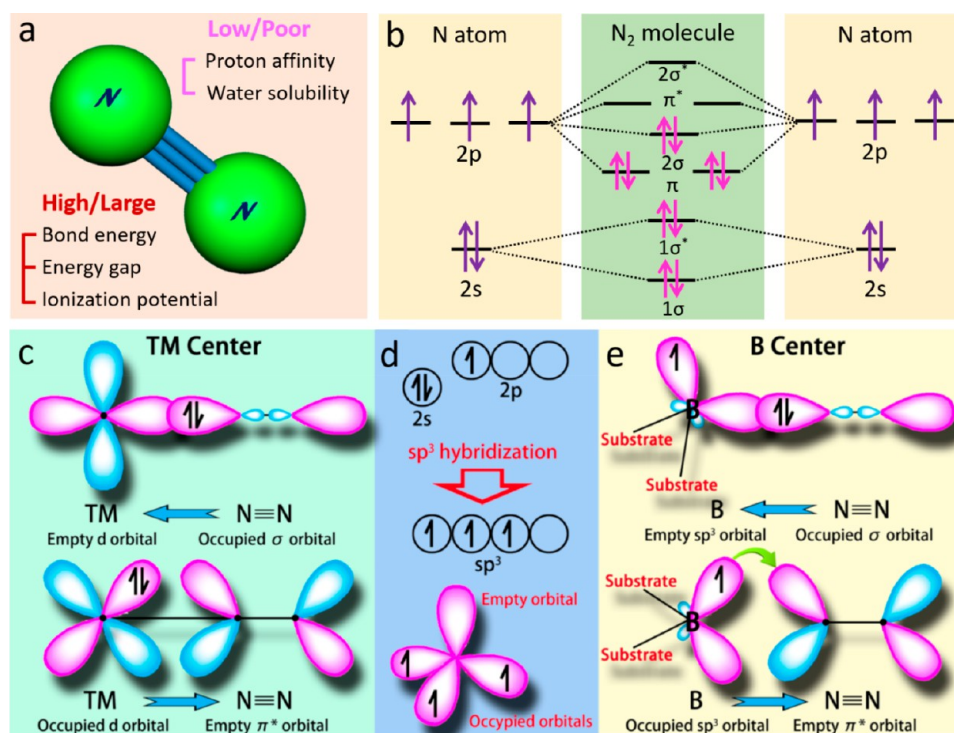 a
Low/Poor
Proton affinity
Water solubility
N
N
High/Large
Bond energy
Energy gap
Ionization potential
b
N atom
N₂ molecule
N atom
2σ*
π*
2p
2σ
π
2p
1σ*
2s
1σ
2s
c
TM Center
TM
N≡N
Empty d orbital
Occupied σ orbital
TM
N≡N
Occupied d orbital
Empty π* orbital
d
2s
2p
sp³ hybridization
sp³
Empty orbital
Occypied orbitals
e
B Center
B
Substrate
Substrate
B
N≡N
Empty sp³ orbital
Occupied σ orbital
Substrate
B
Substrate
B
N≡N
Occupied sp³ orbital
Empty π* orbital